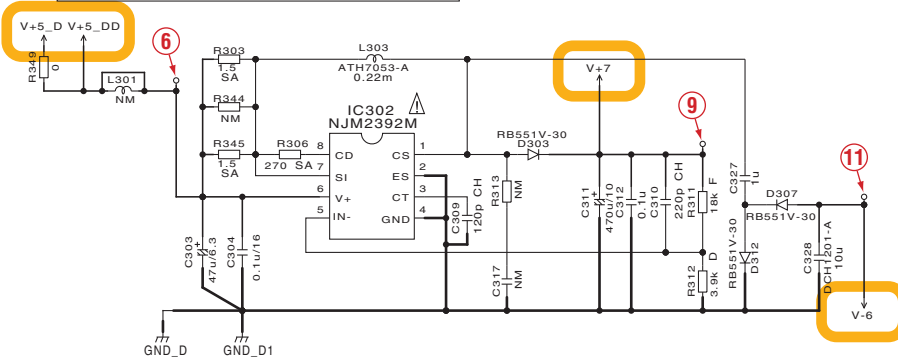 V+5_D V+5_DD
R349
0
L301
NM
6
R303
1.5
SA
R344
NM
R345
1.5
SA
R306
270 SA
L303
ATH7053-A
0.22m
IC302
NJM2392M
!
8 CD
7 SI
6 V+
5 IN-
CS 1
ES 2
CT 3
GND 4
C309
120p CH
R313
NM
C317
NM
RB551V-30
D303
V+7
9
C311
470u/10
C312
0.1u
C310
220p CH
R311
18k F
R312
3.9k D
C327
1u
D307
RB551V-30
RB551V-30
D312
C328
DCH1201-A
10u
11
V-6
C303
47u/6.3
C304
0.1u/16
GND_D
GND_D1